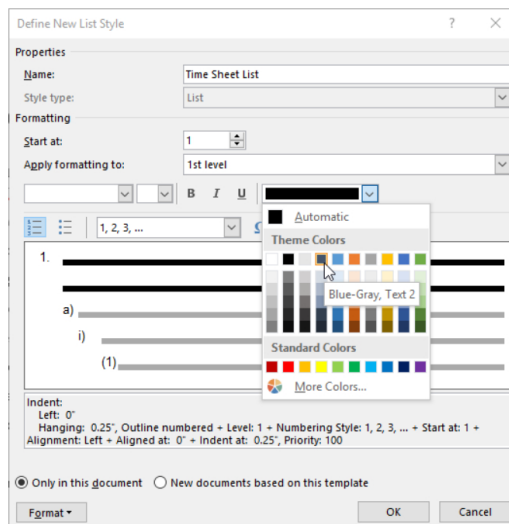 Define New List Style ? ×
Properties
Name: Time Sheet List
Style type: List
Formatting
Start at: 1
Apply formatting to: 1st level
B I U
1, 2, 3, ...
Automatic
Theme Colors
Blue-Gray, Text 2
Standard Colors
More Colors...
1.
a)
i)
(1)
Indent:
Left: 0"
Hanging: 0.25", Outline numbered + Level: 1 + Numbering Style: 1, 2, 3, ... + Start at: 1 +
Alignment: Left + Aligned at: 0" + Indent at: 0.25", Priority: 100
Only in this document New documents based on this template
Format OK Cancel